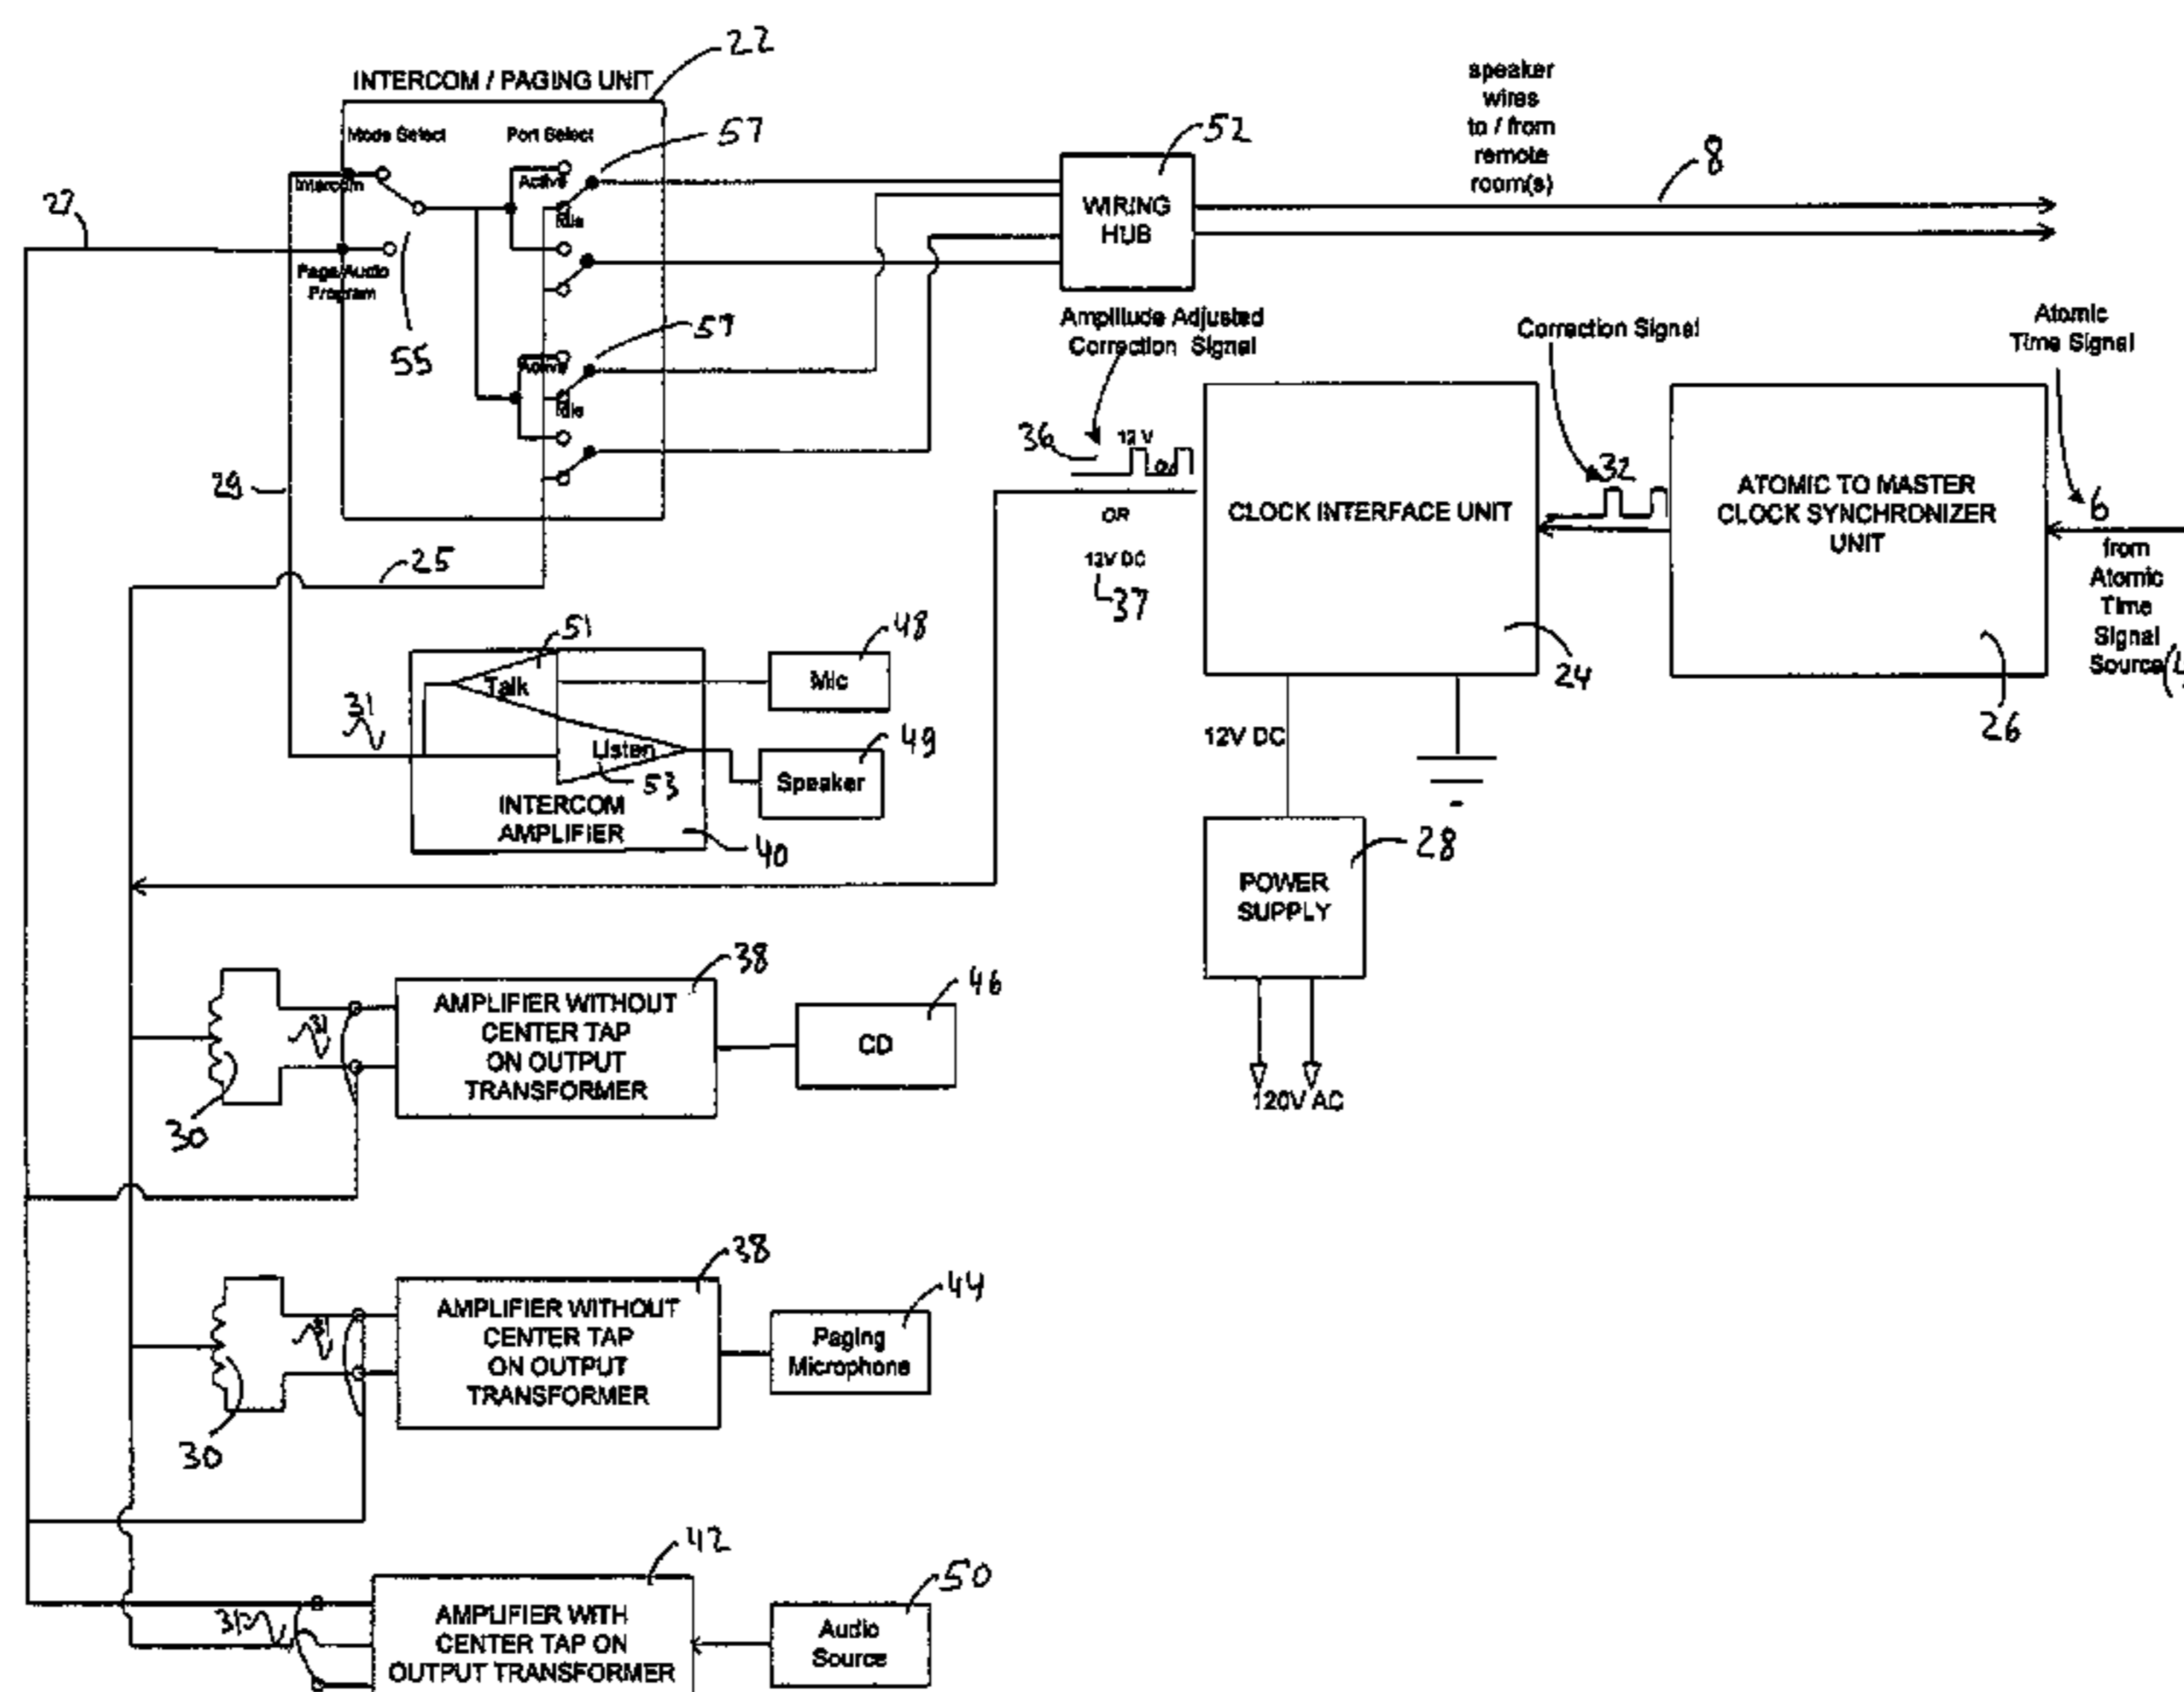 22
INTERCOM / PAGING UNIT
Mode Select
Port Select
57
Intercom
Active
Idle
27
Page/Audio
Program
55
57
Active
Idle
29
25
52
WIRING
HUB
speaker
wires
to / from
remote
room(s)
8
Amplitude Adjusted
Correction Signal
36
12 V
OR
12V DC
37
Correction Signal
32
Atomic
Time Signal
6
from
Atomic
Time
Signal
Source
CLOCK INTERFACE UNIT
24
ATOMIC TO MASTER
CLOCK SYNCHRONIZER
UNIT
26
51
Talk
48
Mic
31
Listen
53
49
Speaker
INTERCOM
AMPLIFIER
40
12V DC
28
POWER
SUPPLY
120V AC
38
AMPLIFIER WITHOUT
CENTER TAP
ON OUTPUT
TRANSFORMER
31
30
46
CD
38
AMPLIFIER WITHOUT
CENTER TAP
ON OUTPUT
TRANSFORMER
31
30
44
Paging
Microphone
42
AMPLIFIER WITH
CENTER TAP ON
OUTPUT TRANSFORMER
31
50
Audio
Source